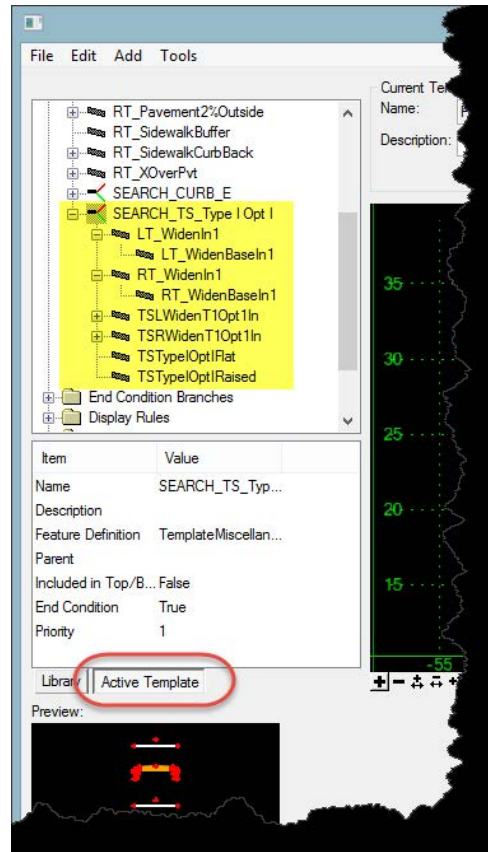 File Edit Add Tools
Current Te
Name:
Description:
RT_Pavement2%Outside
RT_SidewalkBuffer
RT_SidewalkCurbBack
RT_XOverPvt
SEARCH_CURB_E
SEARCH_TS_Type I Opt I
LT_WidenIn1
LT_WidenBaseIn1
RT_WidenIn1
RT_WidenBaseIn1
TSLWidenT1Opt1In
TSRWidenT1Opt1In
TSTypeIOptIFlat
TSTypeIOptIRaised
End Condition Branches
Display Rules
Item Value
Name SEARCH_TS_Typ...
Description
Feature Definition TemplateMiscellan...
Parent
Included in Top/B... False
End Condition True
Priority 1
Library Active Template
Preview:
35
30
25
20
15
-55